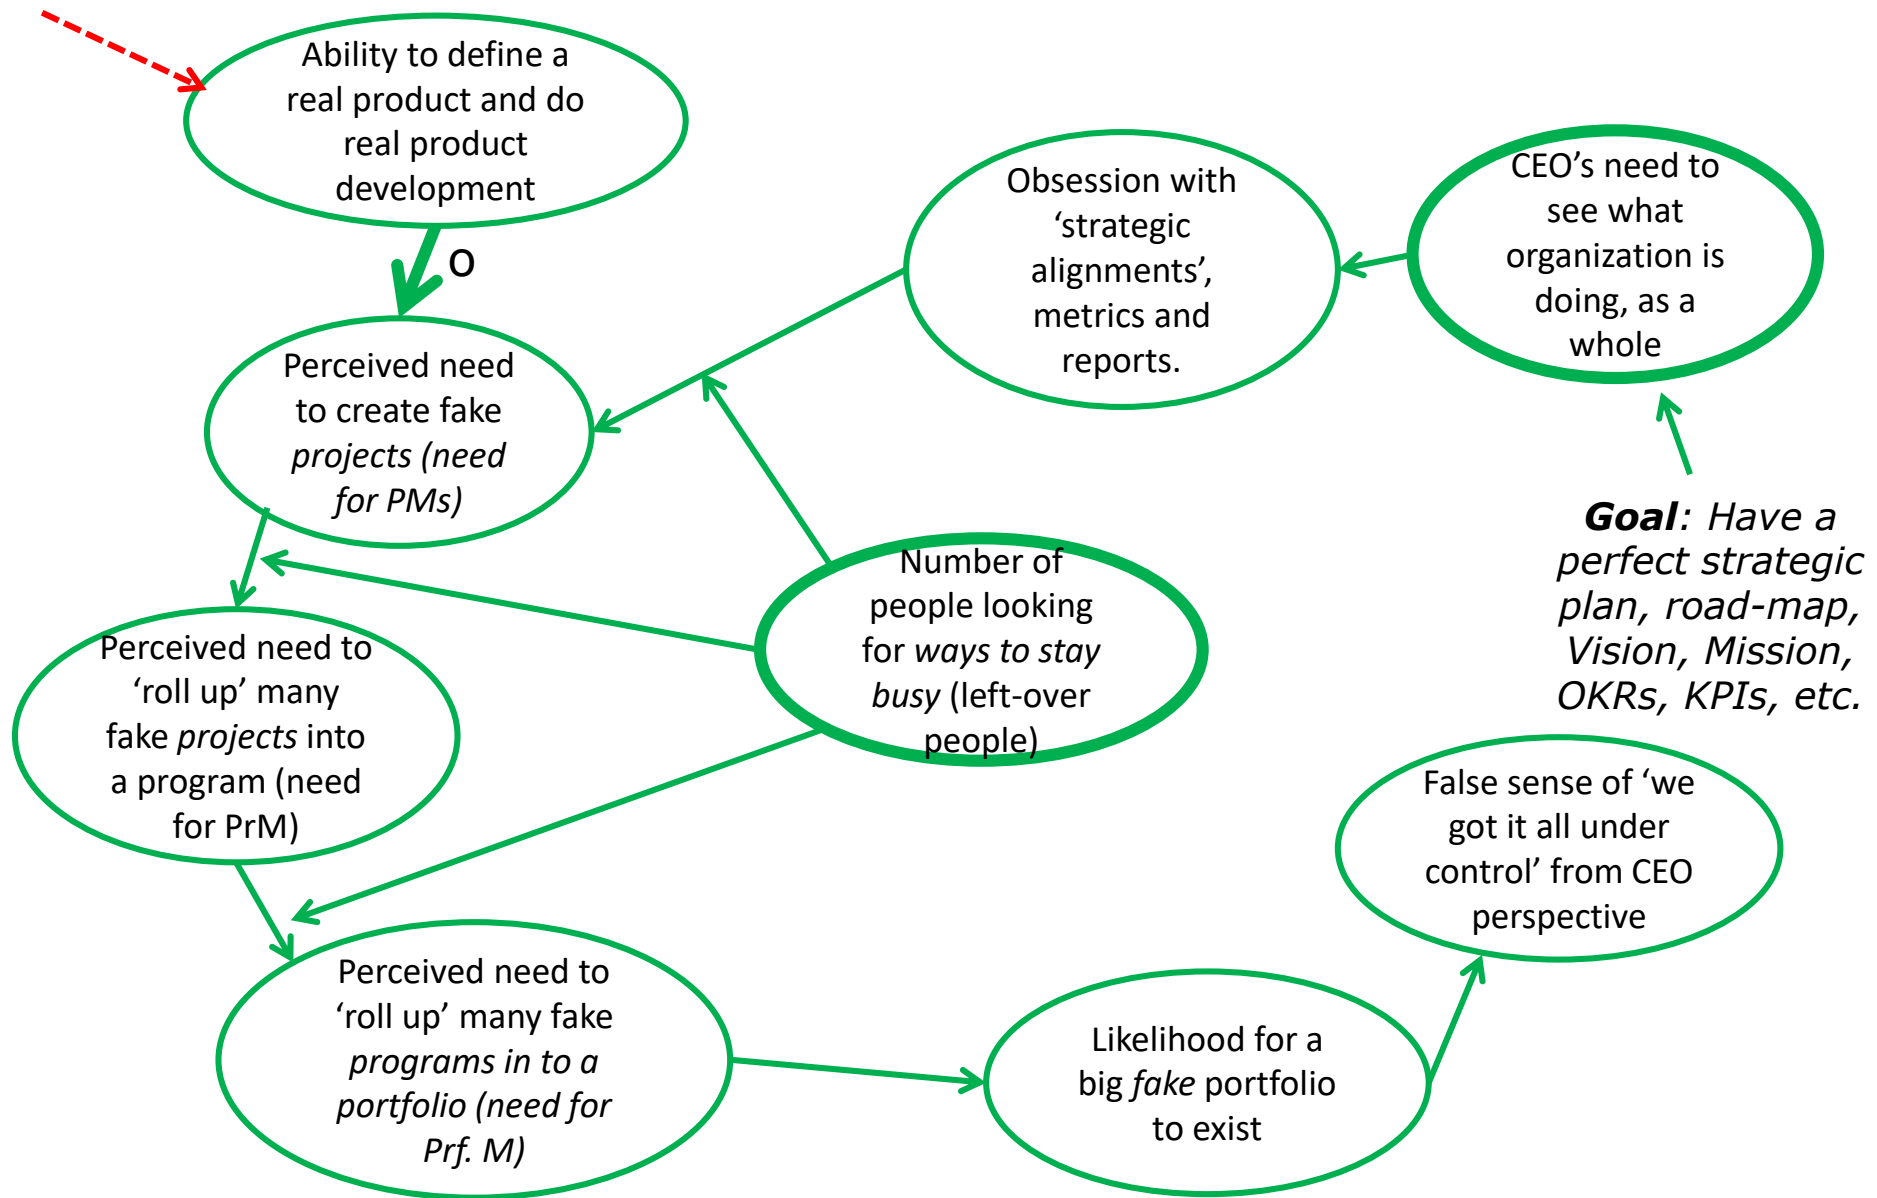 Ability to define a
real product and do
real product
development
O
Obsession with
‘strategic
alignments’,
metrics and
reports.
CEO’s need to
see what
organization is
doing, as a
whole
Perceived need
to create fake
projects (need
for PMs)
Goal: Have a
perfect strategic
plan, road-map,
Vision, Mission,
OKRs, KPIs, etc.
Number of
people looking
for ways to stay
busy (left-over
people)
Perceived need to
‘roll up’ many
fake projects into
a program (need
for PrM)
False sense of ‘we
got it all under
control’ from CEO
perspective
Perceived need to
‘roll up’ many fake
programs in to a
portfolio (need for
Prf. M)
Likelihood for a
big fake portfolio
to exist